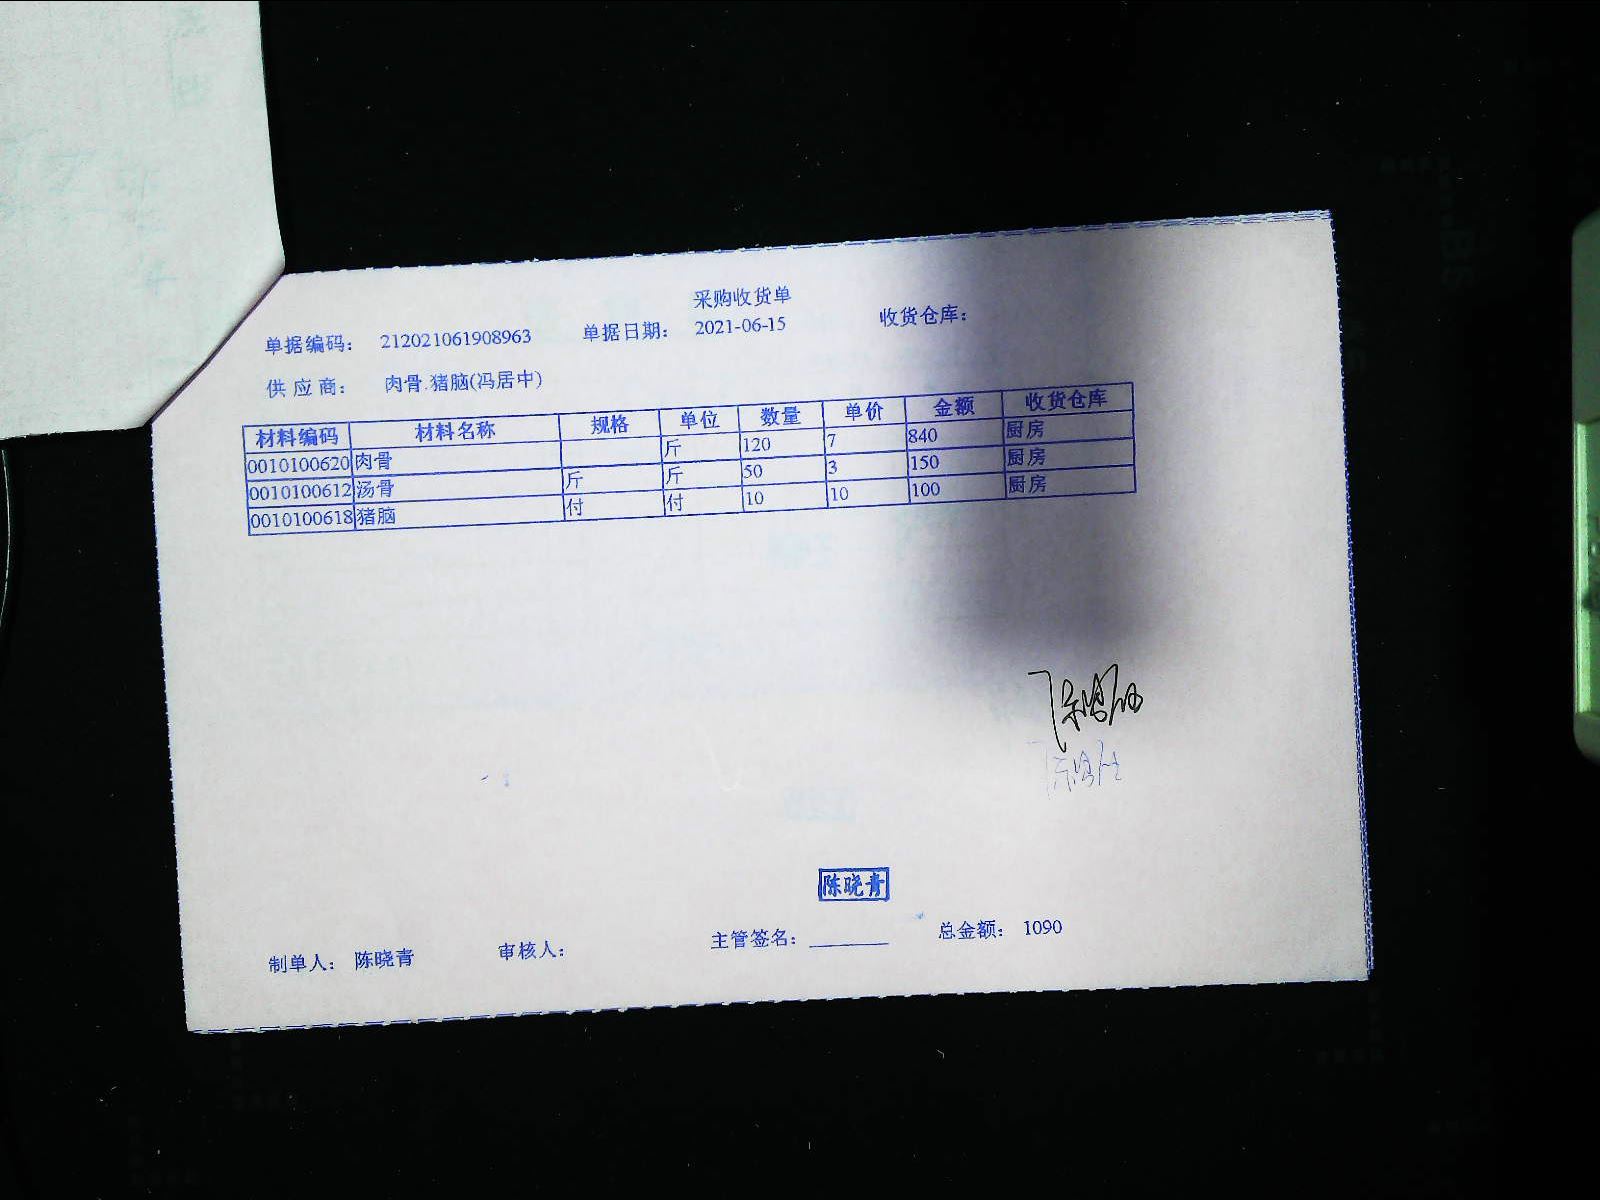 采购收货单
单据编码： 212021061908963 单据日期： 2021-06-15 收货仓库：
供 应 商： 肉骨.猪脑(冯居中)
材料编码 材料名称 规格 单位 数量 单价 金额 收货仓库
0010100620 肉骨 斤 120 7 840 厨房
0010100612 汤骨 斤 斤 50 3 150 厨房
0010100618 猪脑 付 付 10 10 100 厨房
陈晓青
制单人： 陈晓青 审核人： 主管签名： 总金额： 1090